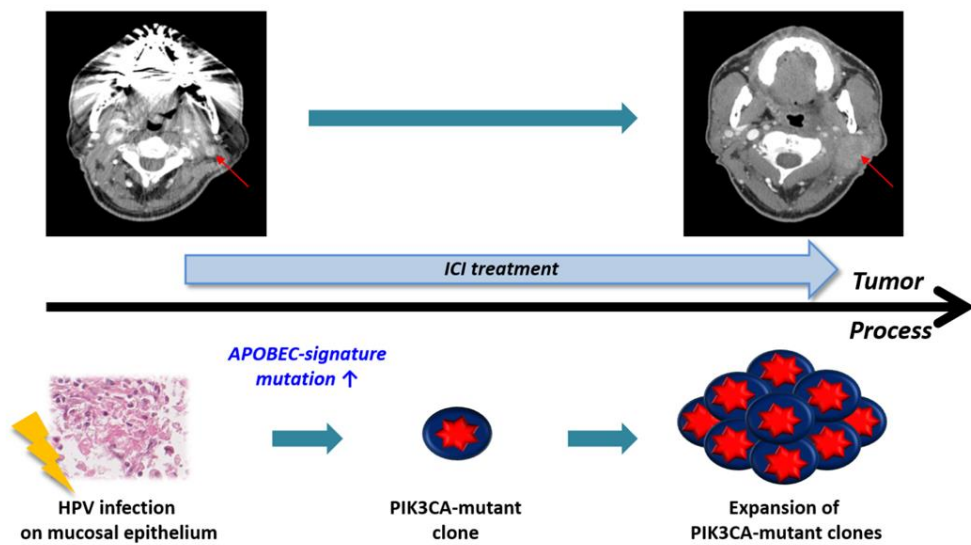 ICI treatment
Tumor
Process
APOBEC-signature
mutation ↑
HPV infection
on mucosal epithelium
PIK3CA-mutant
clone
Expansion of
PIK3CA-mutant clones